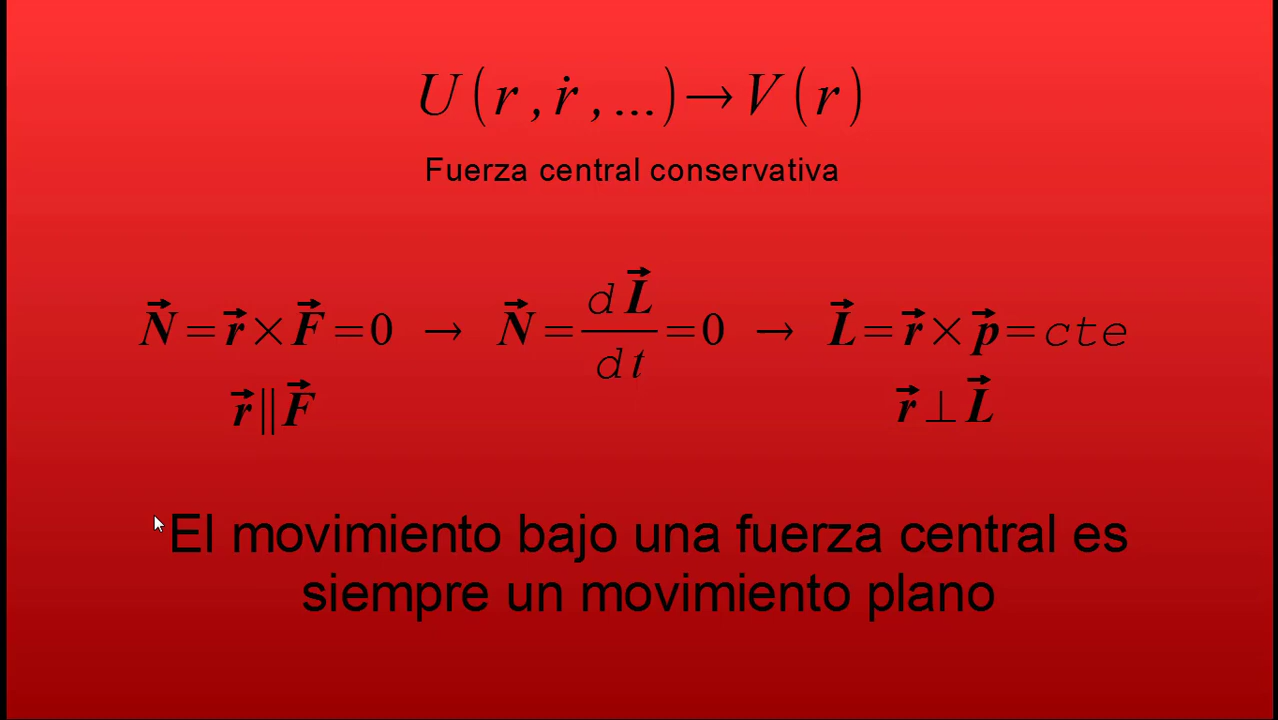 U(r, ṙ, ...)→V(r)
Fuerza central conservativa
N⃗=r⃗×F⃗=0 → N⃗=dL⃗/dt=0 → L⃗=r⃗×p⃗=cte
r⃗∥F⃗ r⃗⊥L⃗
El movimiento bajo una fuerza central es
siempre un movimiento plano